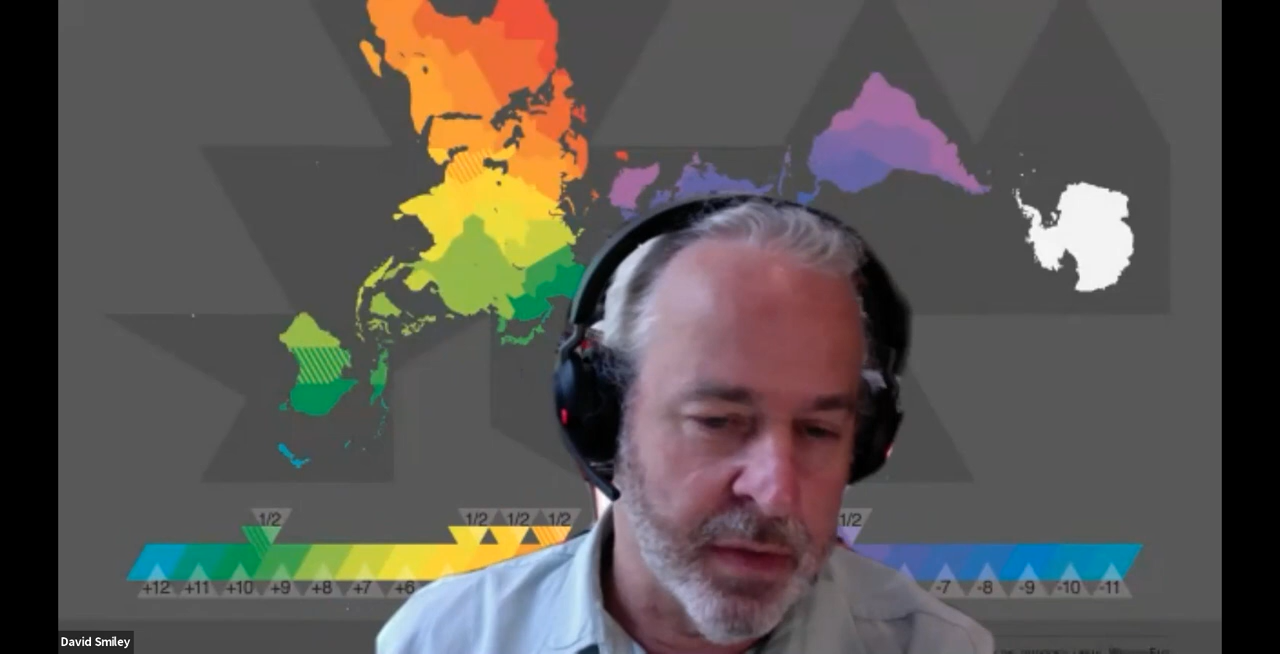 1/2 1/2 1/2 1/2 1/2
+12 +11 +10 +9 +8 +7 +6 -7 -8 -9 -10 -11
David Smiley